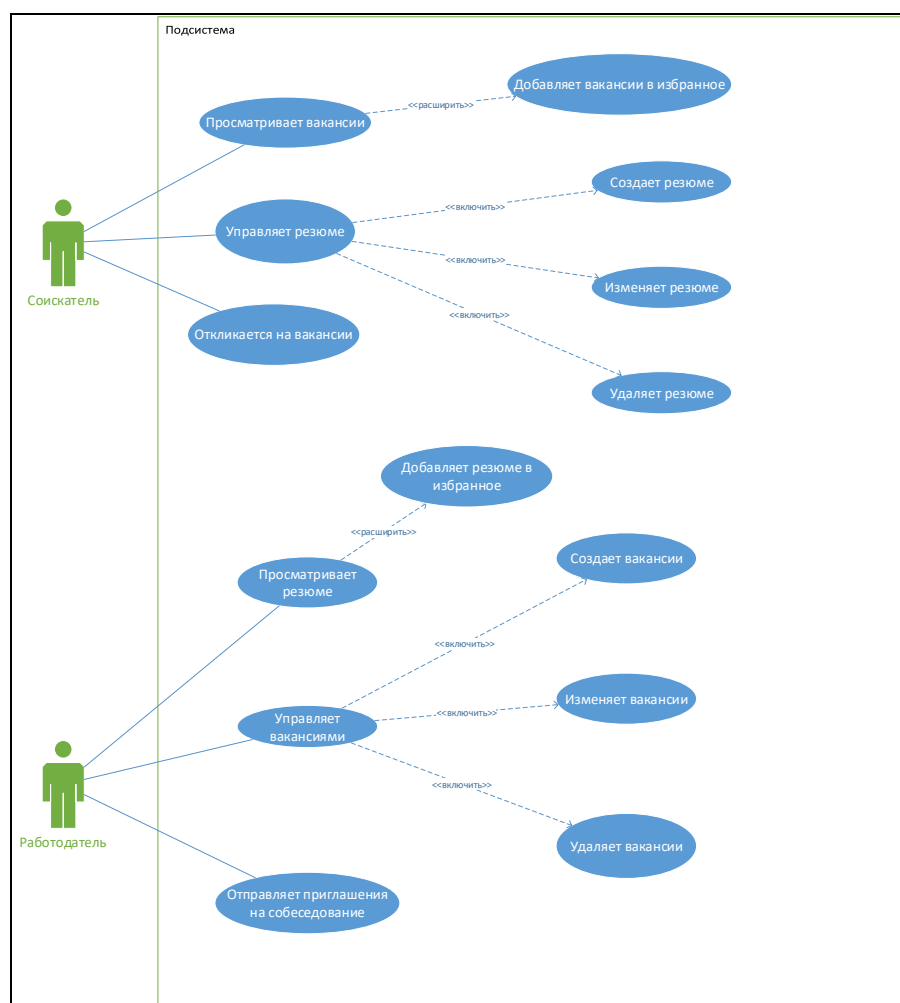 Подсистема
Добавляет вакансии в избранное
<<расширить>>
Просматривает вакансии
Создает резюме
<<включить>>
Управляет резюме
<<включить>>
Изменяет резюме
Соискатель
<<включить>>
Откликается на вакансии
Удаляет резюме
Добавляет резюме в
избранное
<<расширить>>
Создает вакансии
Просматривает
резюме
<<включить>>
Изменяет вакансии
<<включить>>
Управляет
вакансиями
<<включить>>
Работодатель
Удаляет вакансии
Отправляет приглашения
на собеседование